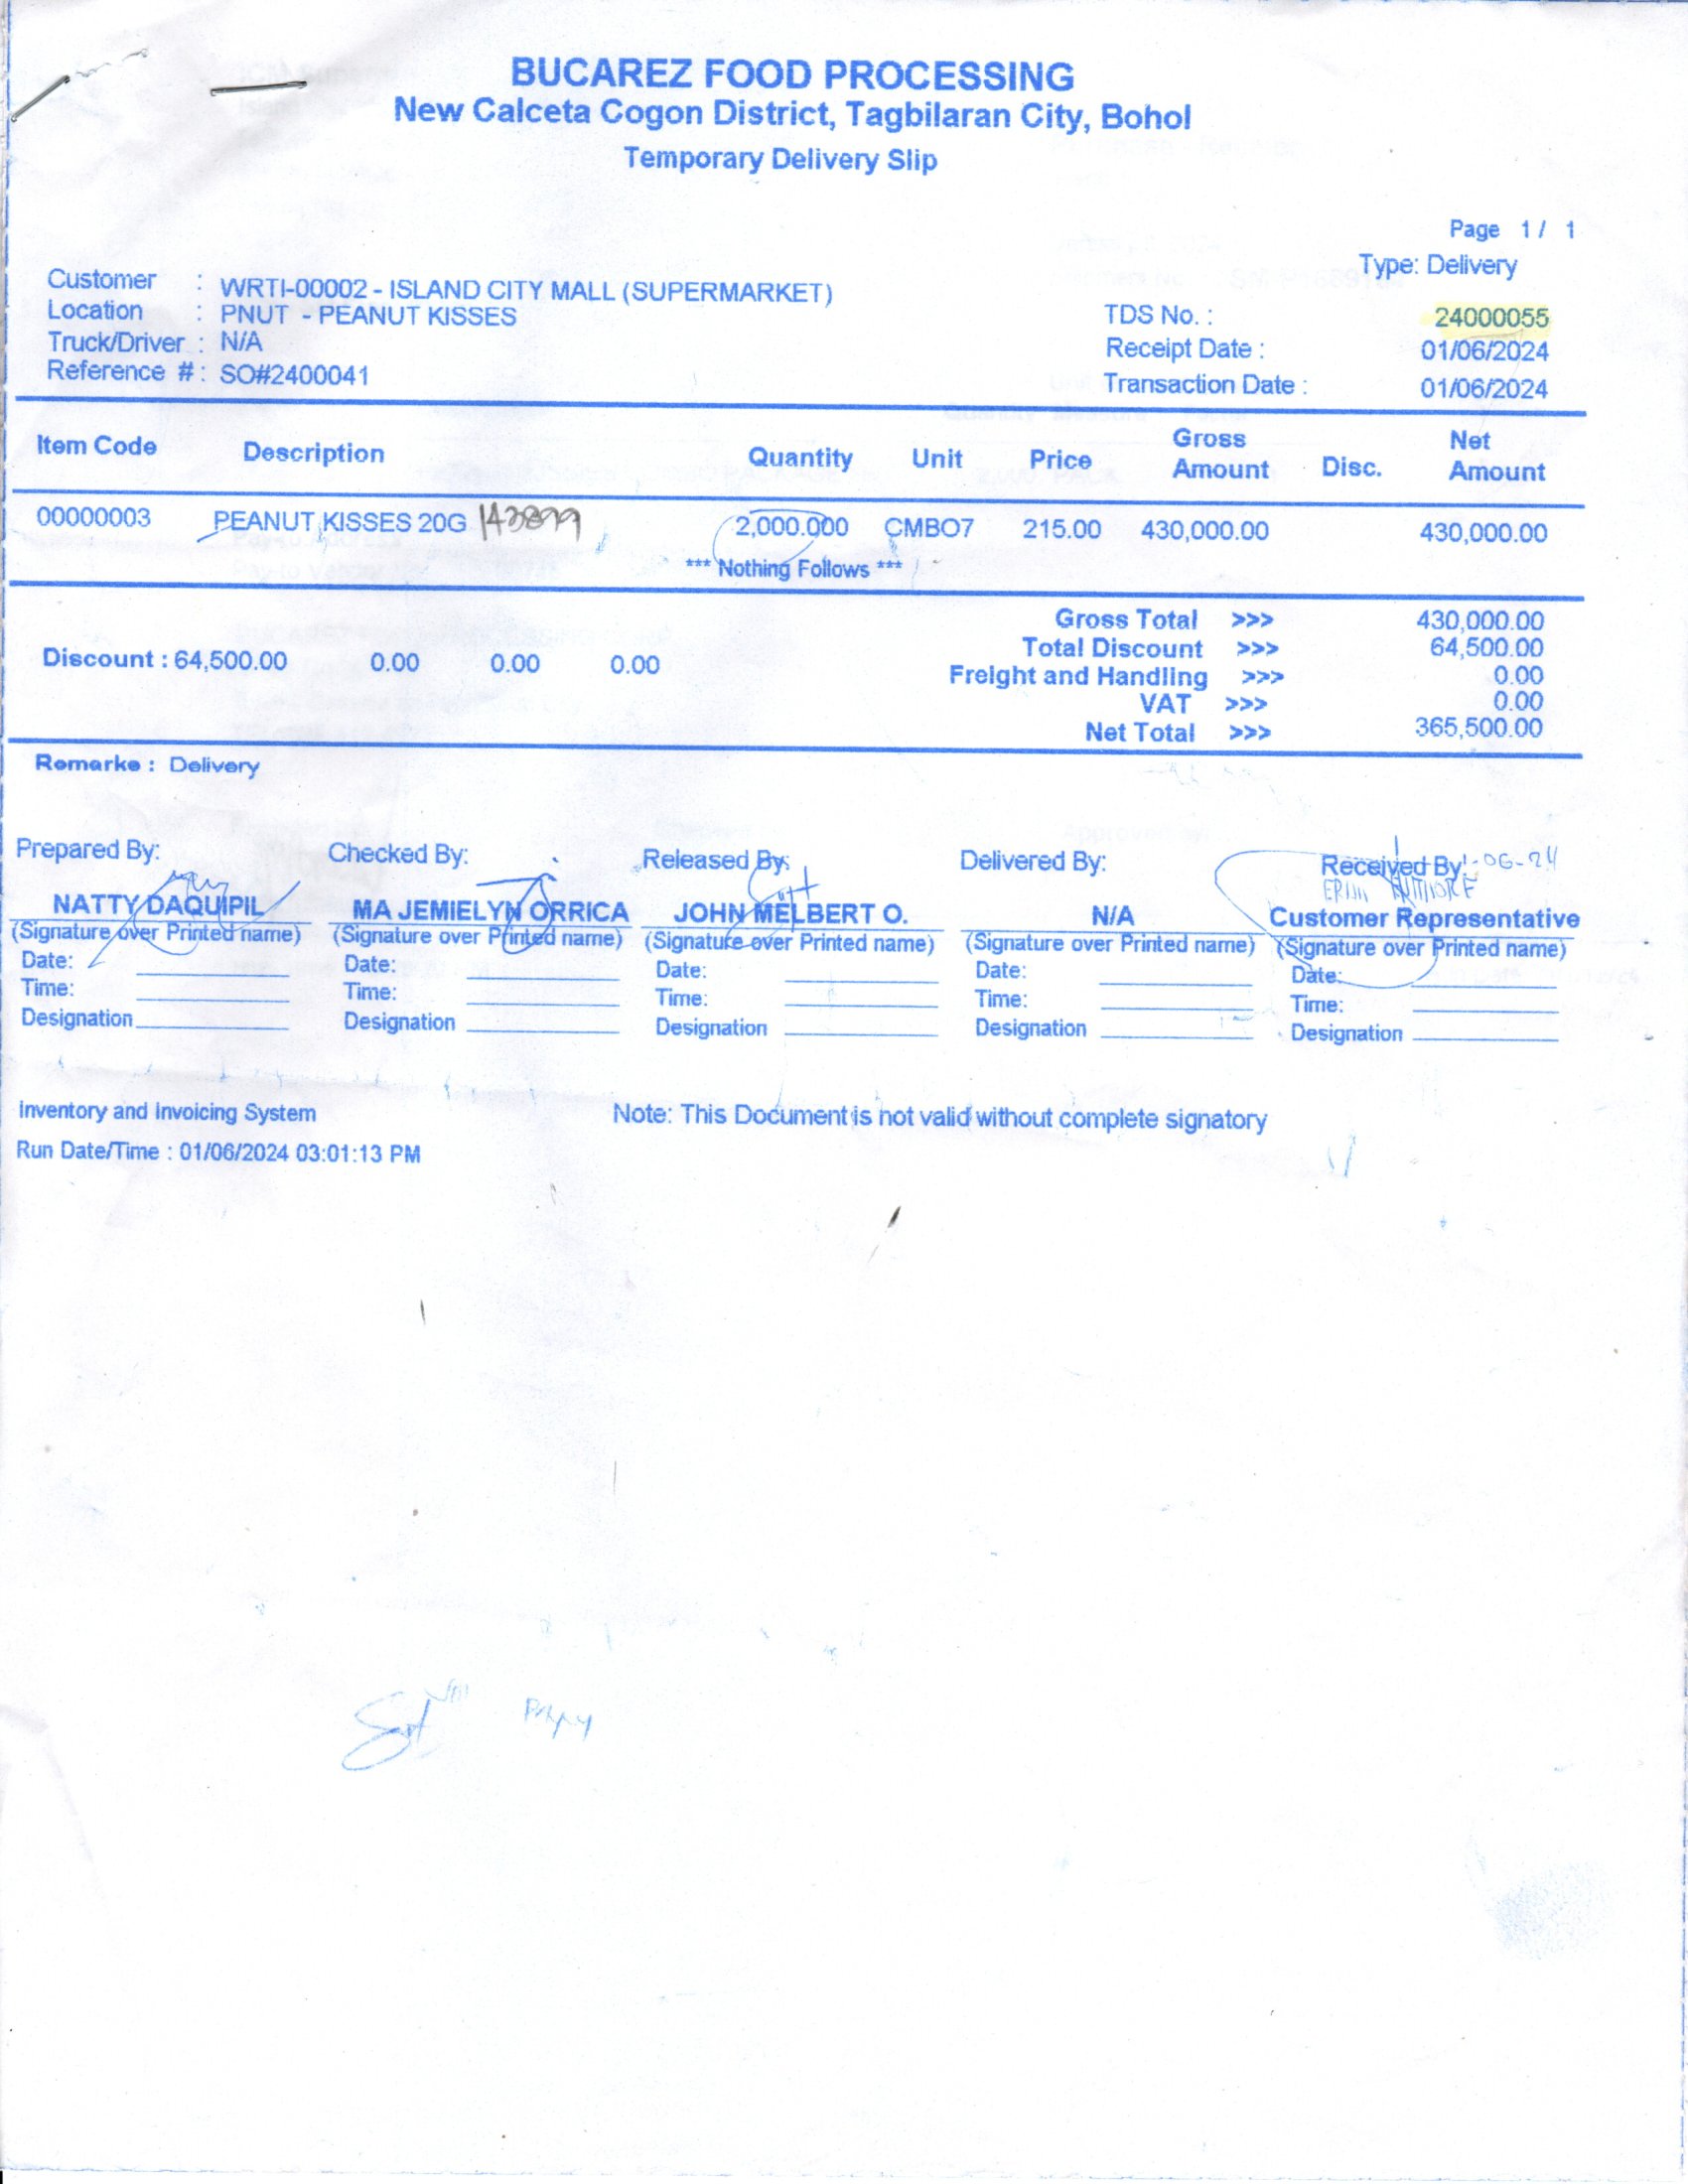 BUCAREZ FOOD PROCESSING
New Calceta Cogon District, Tagbilaran City, Bohol
Temporary Delivery Slip
Page 1 / 1
Type: Delivery
Customer : WRTI-00002 - ISLAND CITY MALL (SUPERMARKET)
Location : PNUT - PEANUT KISSES
Truck/Driver : N/A
Reference # : SO#2400041
TDS No. : 24000055
Receipt Date : 01/06/2024
Transaction Date : 01/06/2024
Item Code Description Quantity Unit Price Gross Amount Disc. Net Amount
00000003 PEANUT KISSES 20G 143899 2,000.000 CMBO7 215.00 430,000.00 430,000.00
*** Nothing Follows ***
Gross Total >>> 430,000.00
Total Discount >>> 64,500.00
Discount : 64,500.00 0.00 0.00 0.00
Freight and Handling >>> 0.00
VAT >>> 0.00
Net Total >>> 365,500.00
Remarks : Delivery
Prepared By: Checked By: Released By: Delivered By: Received By: -06-24
NATTY DAQUIPIL MA JEMIELYN ORRICA JOHN MELBERT O. N/A Customer Representative
(Signature over Printed name) (Signature over Printed name) (Signature over Printed name) (Signature over Printed name) (Signature over Printed name)
Date: Date: Date: Date: Date:
Time: Time: Time: Time: Time:
Designation Designation Designation Designation Designation
Inventory and Invoicing System
Note: This Document is not valid without complete signatory
Run Date/Time : 01/06/2024 03:01:13 PM